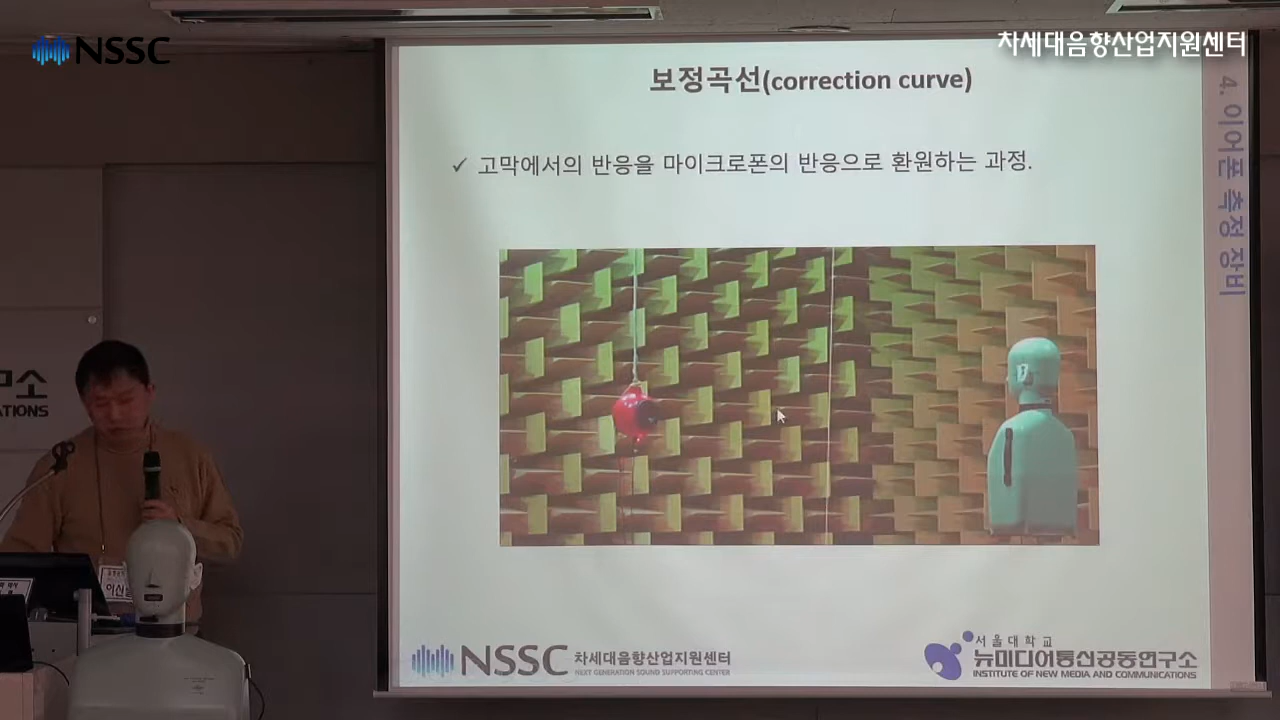 NSSC
차세대음향산업지원센터
보정곡선(correction curve)
4. 이어폰 측정 장비
✓ 고막에서의 반응을 마이크로폰의 반응으로 환원하는 과정.
NSSC 차세대음향산업지원센터
NEXT GENERATION SOUND SUPPORTING CENTER
서울대학교
뉴미디어통신공동연구소
INSTITUTE OF NEW MEDIA AND COMMUNICATIONS
구소
ATIONS